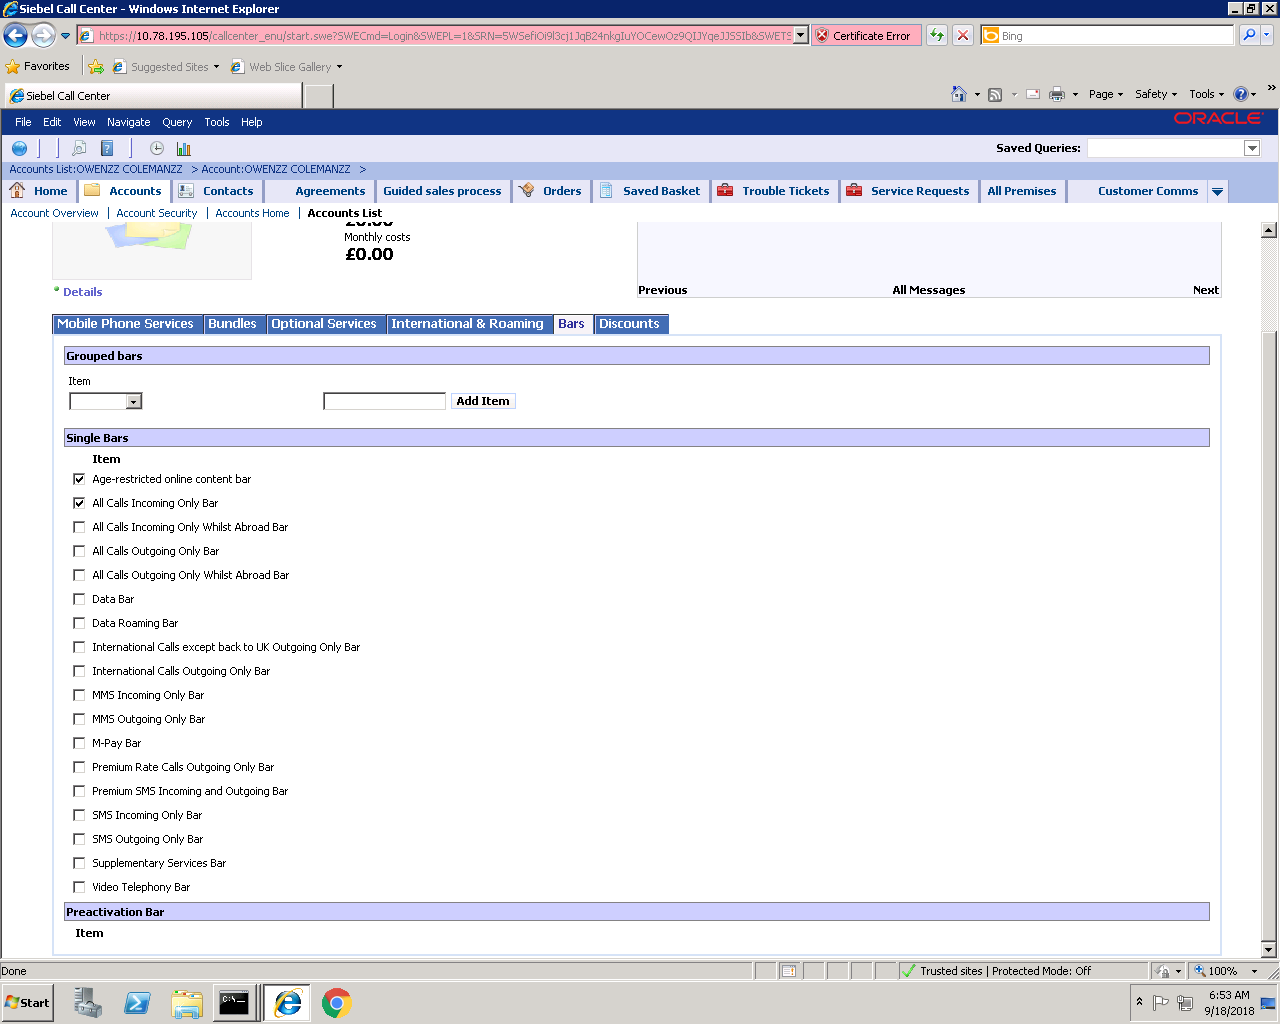 Siebel Call Center - Windows Internet Explorer
https://10.78.195.105/callcenter_enu/start.swe?SWECmd=Login&SWEPL=1&SRN=
Certificate Error
Bing
Favorites
Suggested Sites
Web Slice Gallery
Siebel Call Center
Page
Safety
Tools
»
File Edit View Navigate Query Tools Help
ORACLE
Saved Queries:
Accounts List:OWENZZ COLEMANZZ > Account:OWENZZ COLEMANZZ >
Home Accounts Contacts Agreements Guided sales process Orders Saved Basket Trouble Tickets Service Requests All Premises Customer Comms
Account Overview | Account Security | Accounts Home | Accounts List
£0.00
Monthly costs
£0.00
Details
Previous All Messages Next
Mobile Phone Services Bundles Optional Services International & Roaming Bars Discounts
Grouped bars
Item
Add Item
Single Bars
Item
Age-restricted online content bar
All Calls Incoming Only Bar
All Calls Incoming Only Whilst Abroad Bar
All Calls Outgoing Only Bar
All Calls Outgoing Only Whilst Abroad Bar
Data Bar
Data Roaming Bar
International Calls except back to UK Outgoing Only Bar
International Calls Outgoing Only Bar
MMS Incoming Only Bar
MMS Outgoing Only Bar
M-Pay Bar
Premium Rate Calls Outgoing Only Bar
Premium SMS Incoming and Outgoing Bar
SMS Incoming Only Bar
SMS Outgoing Only Bar
Supplementary Services Bar
Video Telephony Bar
Preactivation Bar
Item
Done
Trusted sites | Protected Mode: Off
100%
Start
6:53 AM
9/18/2018